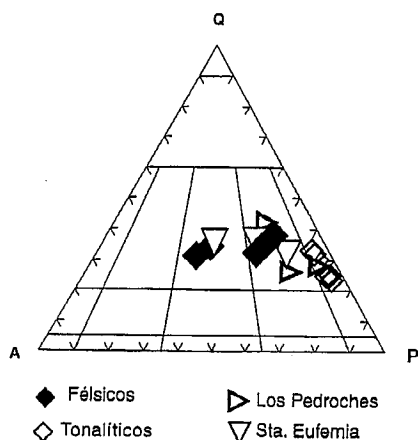 Q
A
P
Félsicos
Los Pedroches
Tonalíticos
Sta. Eufemia